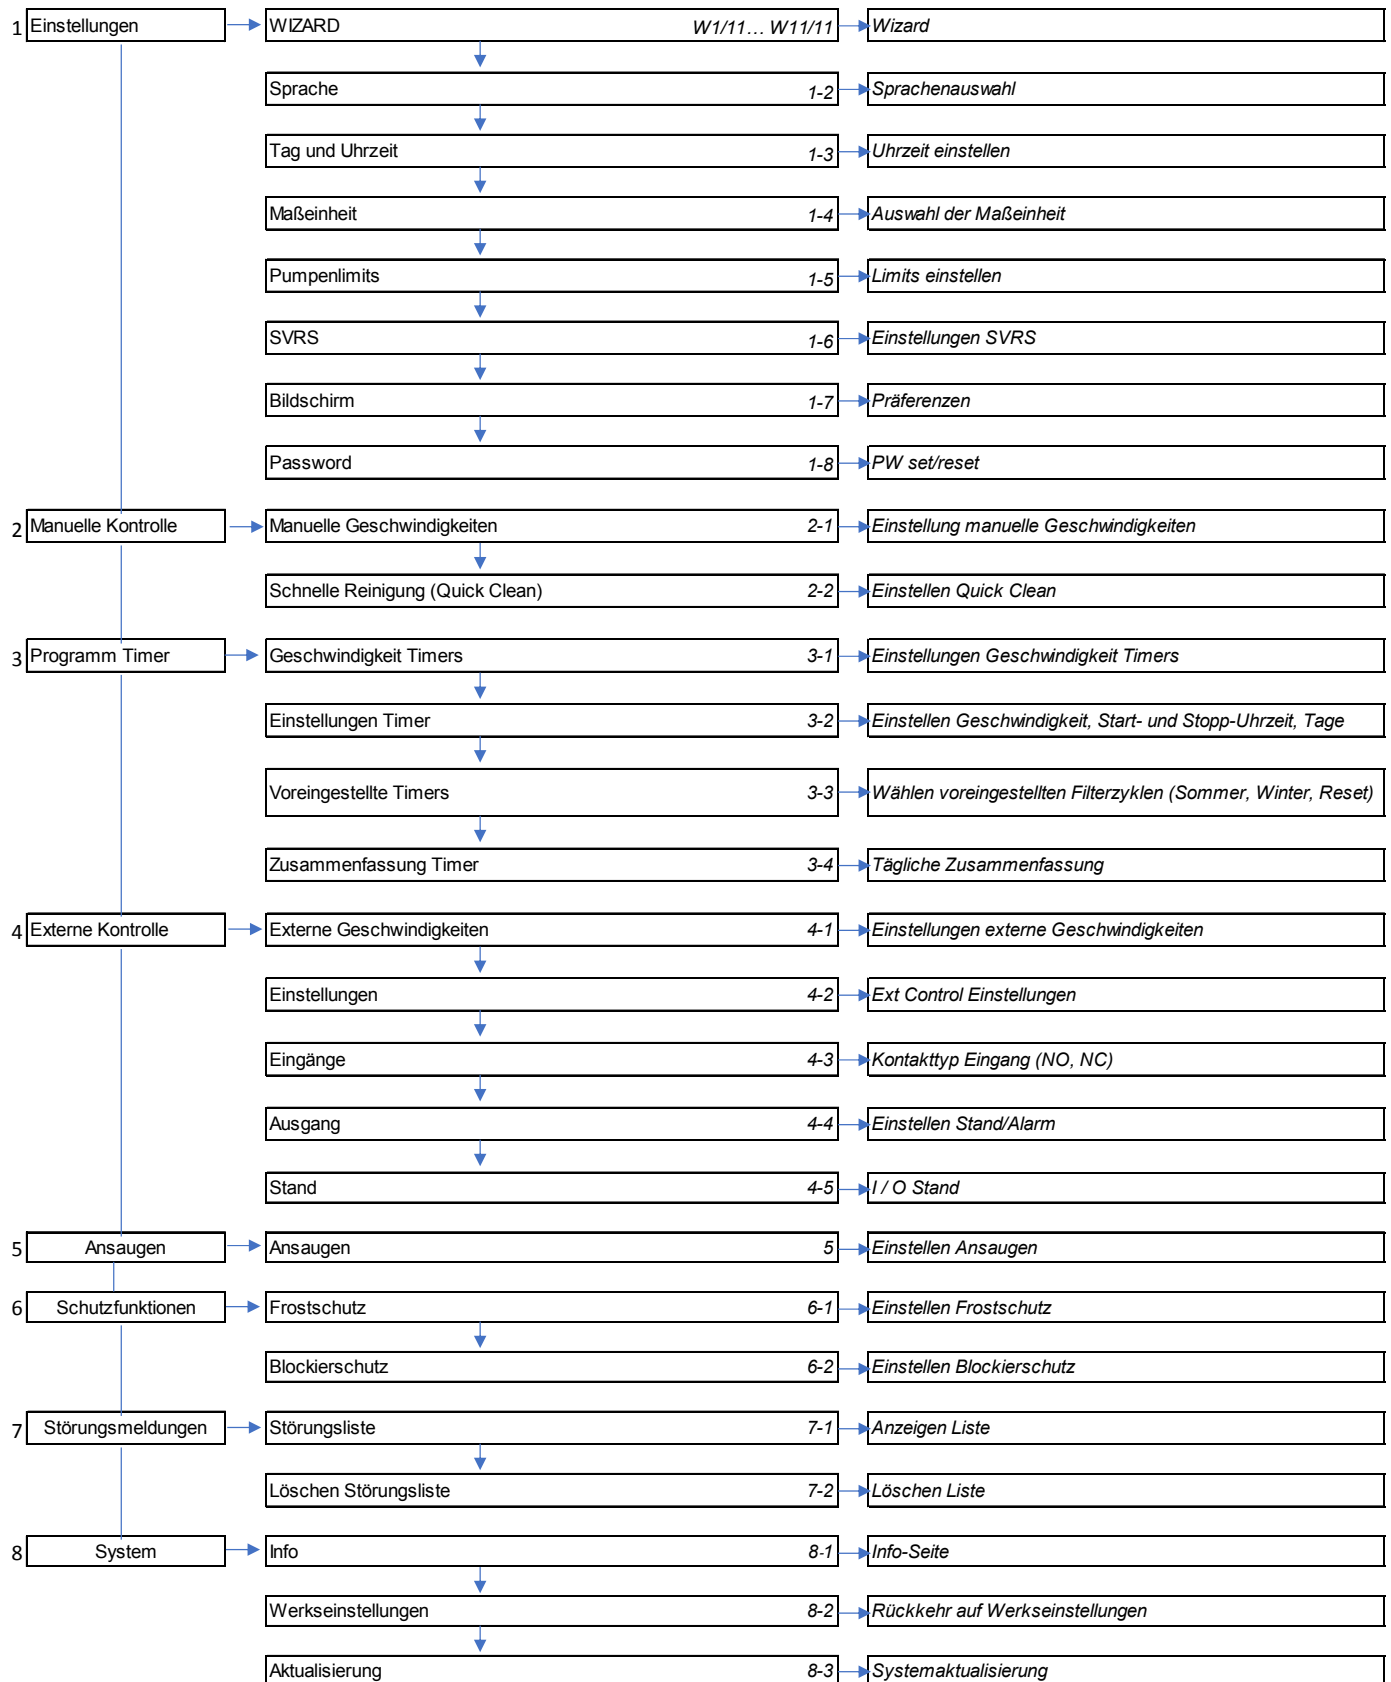 1 Einstellungen WIZARD W1/11… W11/11 Wizard
Sprache 1-2 Sprachenauswahl
Tag und Uhrzeit 1-3 Uhrzeit einstellen
Maßeinheit 1-4 Auswahl der Maßeinheit
Pumpenlimits 1-5 Limits einstellen
SVRS 1-6 Einstellungen SVRS
Bildschirm 1-7 Präferenzen
Password 1-8 PW set/reset
2 Manuelle Kontrolle Manuelle Geschwindigkeiten 2-1 Einstellung manuelle Geschwindigkeiten
Schnelle Reinigung (Quick Clean) 2-2 Einstellen Quick Clean
3 Programm Timer Geschwindigkeit Timers 3-1 Einstellungen Geschwindigkeit Timers
Einstellungen Timer 3-2 Einstellen Geschwindigkeit, Start- und Stopp-Uhrzeit, Tage
Voreingestellte Timers 3-3 Wählen voreingestellten Filterzyklen (Sommer, Winter, Reset)
Zusammenfassung Timer 3-4 Tägliche Zusammenfassung
4 Externe Kontrolle Externe Geschwindigkeiten 4-1 Einstellungen externe Geschwindigkeiten
Einstellungen 4-2 Ext Control Einstellungen
Eingänge 4-3 Kontakttyp Eingang (NO, NC)
Ausgang 4-4 Einstellen Stand/Alarm
Stand 4-5 I / O Stand
5 Ansaugen Ansaugen 5 Einstellen Ansaugen
6 Schutzfunktionen Frostschutz 6-1 Einstellen Frostschutz
Blockierschutz 6-2 Einstellen Blockierschutz
7 Störungsmeldungen Störungsliste 7-1 Anzeigen Liste
Löschen Störungsliste 7-2 Löschen Liste
8 System Info 8-1 Info-Seite
Werkseinstellungen 8-2 Rückkehr auf Werkseinstellungen
Aktualisierung 8-3 Systemaktualisierung